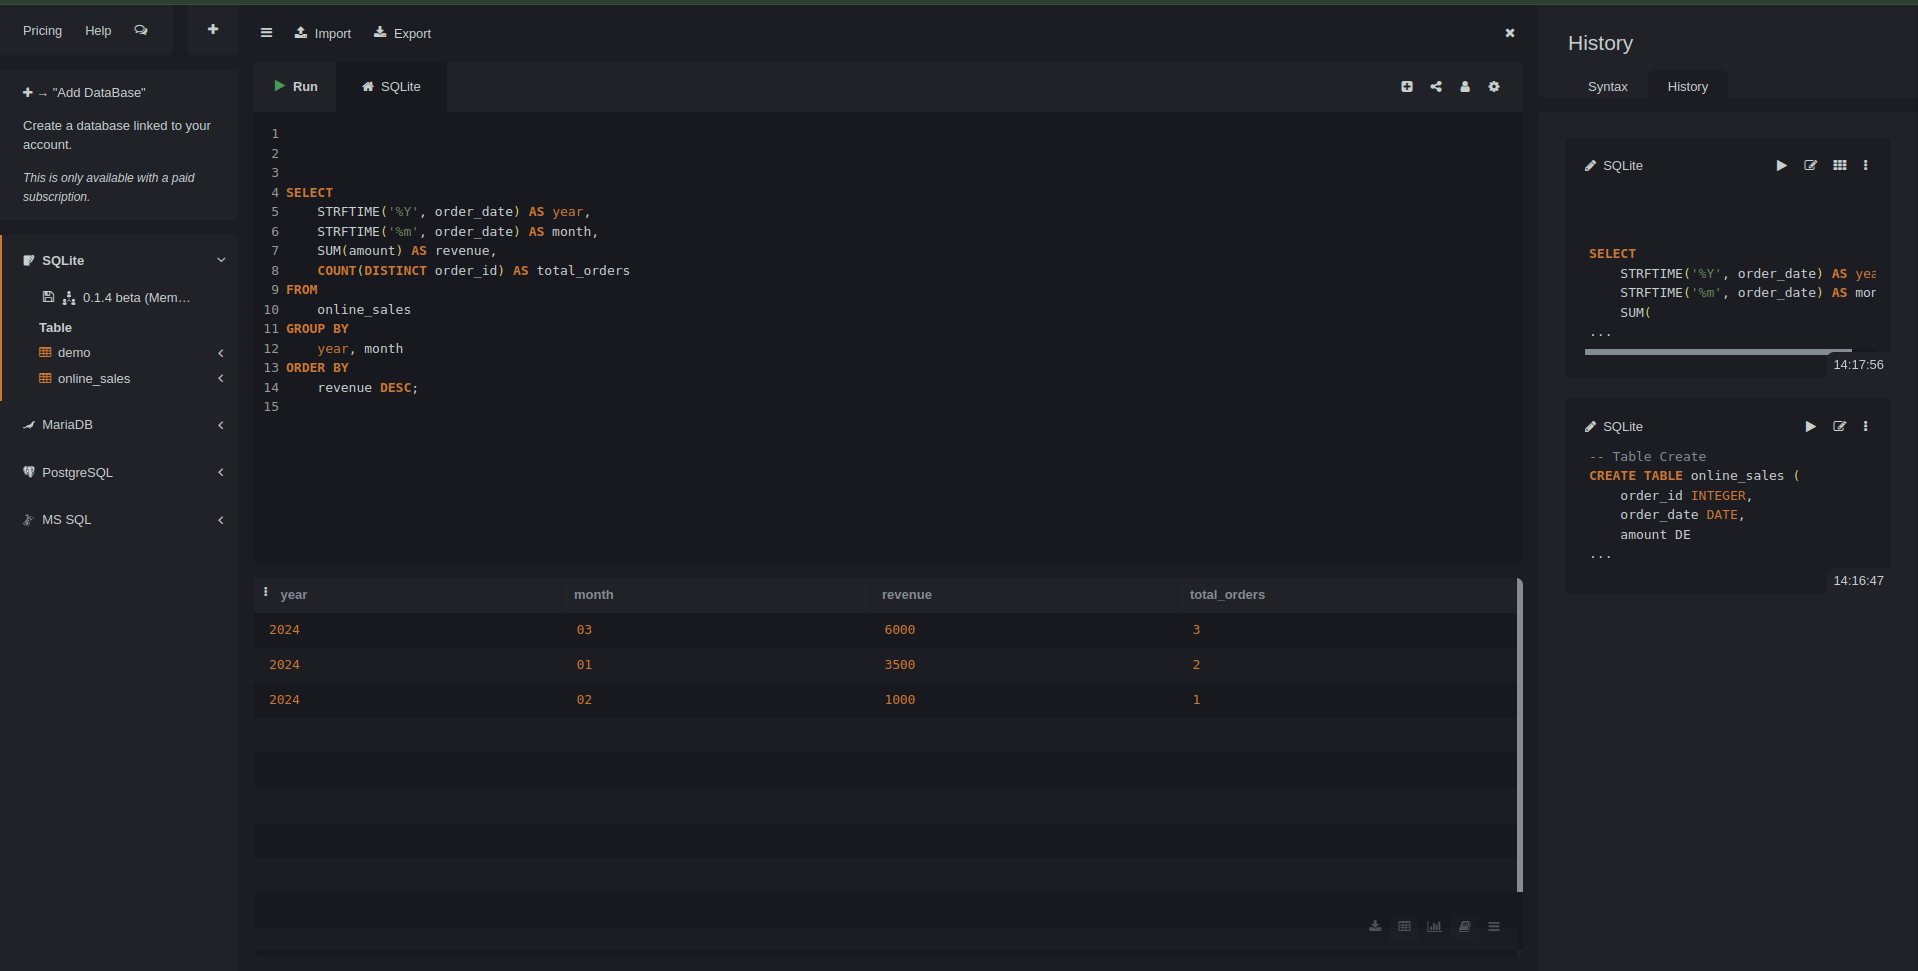 Pricing Help
Import Export
→ "Add DataBase"
Create a database linked to your
account.
This is only available with a paid
subscription.
SQLite
0.1.4 beta (Mem...
Table
demo
online_sales
MariaDB
PostgreSQL
MS SQL
Run SQLite
1
2
3
4 SELECT
5     STRFTIME('%Y', order_date) AS year,
6     STRFTIME('%m', order_date) AS month,
7     SUM(amount) AS revenue,
8     COUNT(DISTINCT order_id) AS total_orders
9 FROM
10     online_sales
11 GROUP BY
12     year, month
13 ORDER BY
14     revenue DESC;
15
year month revenue total_orders
2024 03 6000 3
2024 01 3500 2
2024 02 1000 1
History
Syntax History
SQLite
SELECT
    STRFTIME('%Y', order_date) AS yea
    STRFTIME('%m', order_date) AS mon
    SUM(
...
14:17:56
SQLite
-- Table Create
CREATE TABLE online_sales (
    order_id INTEGER,
    order_date DATE,
    amount DE
...
14:16:47